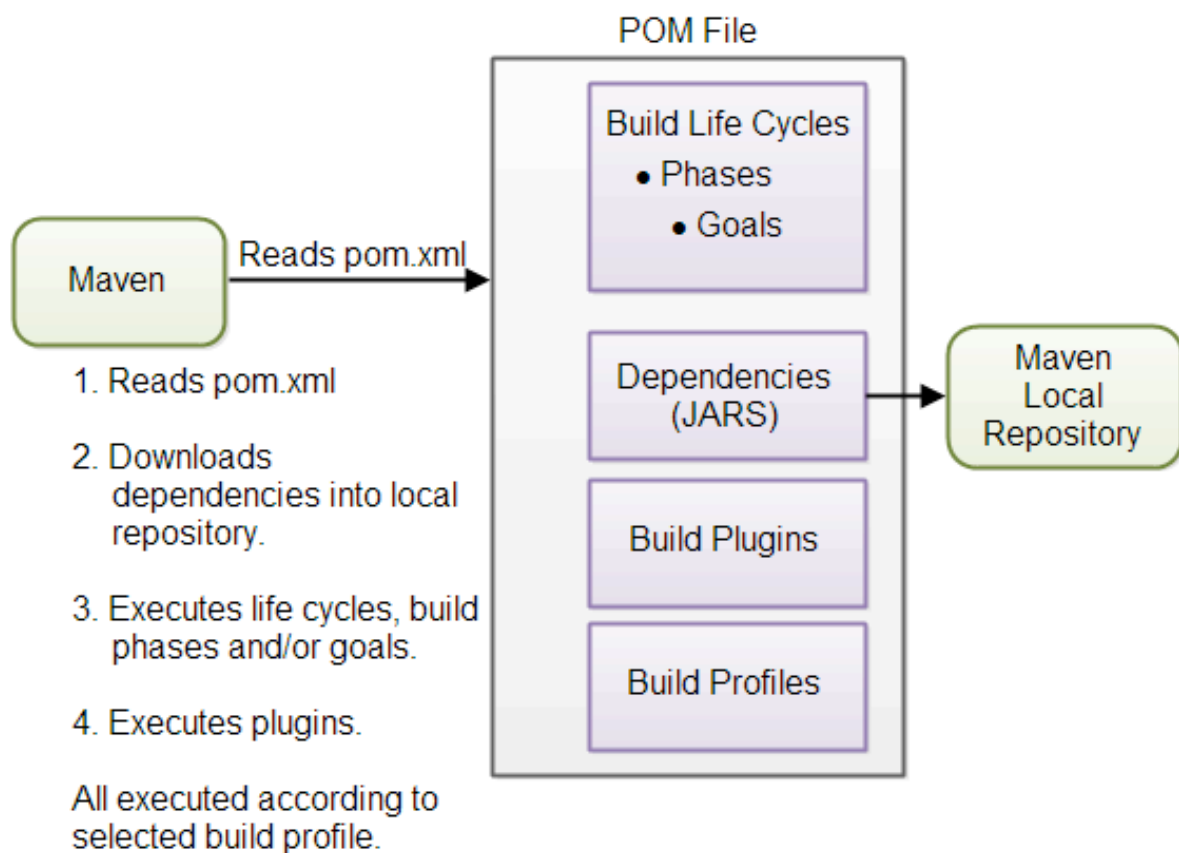 POM File
Build Life Cycles
• Phases
• Goals
Maven
Reads pom.xml
Dependencies
(JARS)
Maven
Local
Repository
Build Plugins
Build Profiles
1. Reads pom.xml
2. Downloads
dependencies into local
repository.
3. Executes life cycles, build
phases and/or goals.
4. Executes plugins.
All executed according to
selected build profile.